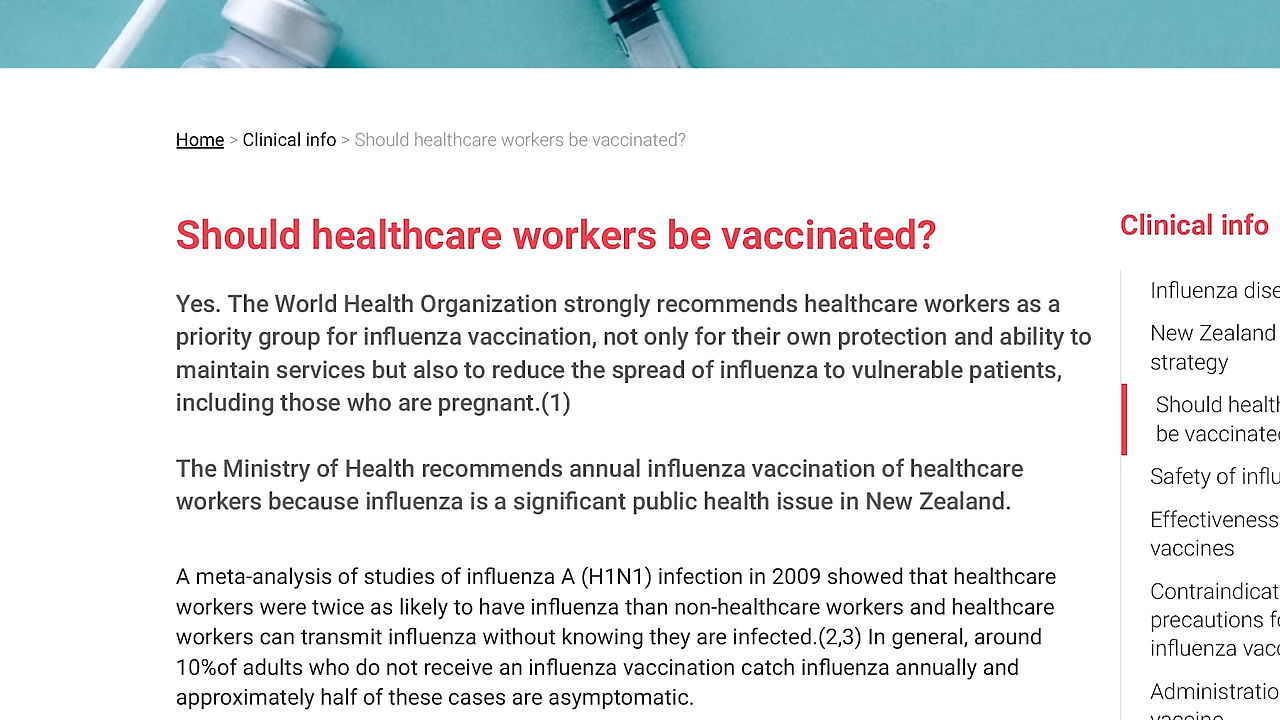 Home > Clinical info > Should healthcare workers be vaccinated?
Should healthcare workers be vaccinated?
Yes. The World Health Organization strongly recommends healthcare workers as a
priority group for influenza vaccination, not only for their own protection and ability to
maintain services but also to reduce the spread of influenza to vulnerable patients,
including those who are pregnant.(1)
The Ministry of Health recommends annual influenza vaccination of healthcare
workers because influenza is a significant public health issue in New Zealand.
A meta-analysis of studies of influenza A (H1N1) infection in 2009 showed that healthcare
workers were twice as likely to have influenza than non-healthcare workers and healthcare
workers can transmit influenza without knowing they are infected.(2,3) In general, around
10%of adults who do not receive an influenza vaccination catch influenza annually and
approximately half of these cases are asymptomatic.
Clinical info
Influenza
New Zealand
strategy
Should
be
Safety of
Effectiveness
vaccines
precautions
influenza